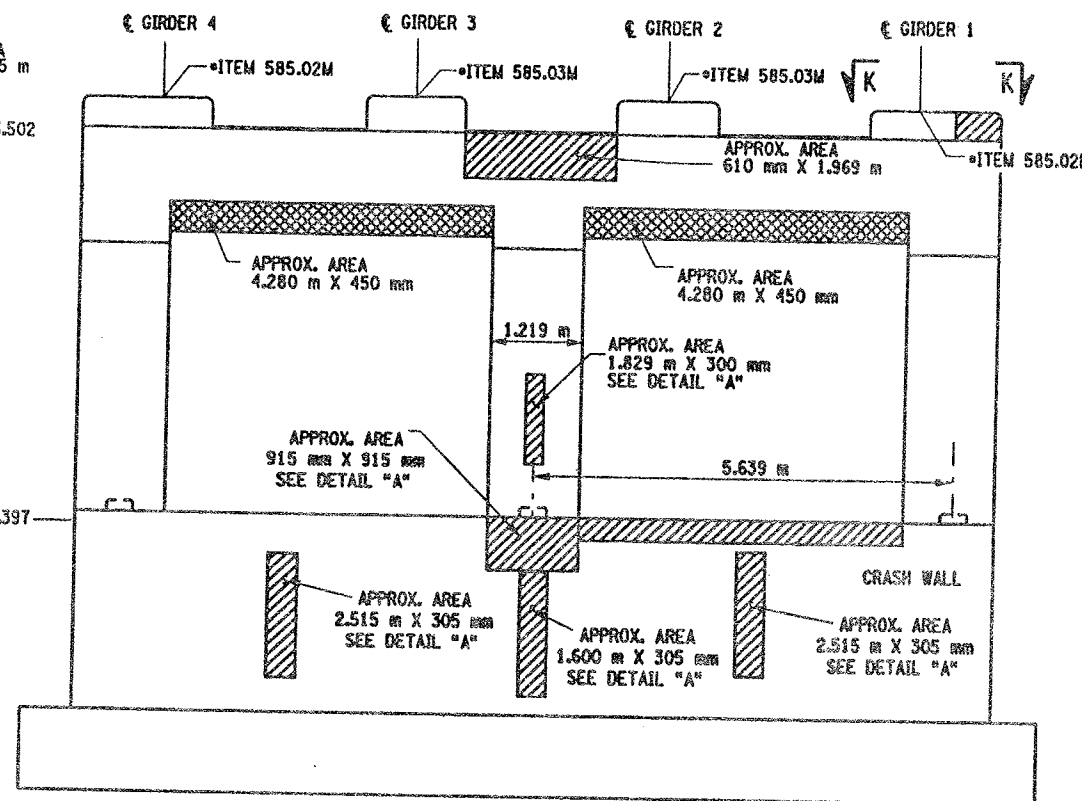 ℄ GIRDER 4
℄ GIRDER 3
℄ GIRDER 2
℄ GIRDER 1
A
5 m
*ITEM 585.02M
*ITEM 585.03M
*ITEM 585.03M
K
K
.502
APPROX. AREA
610 mm X 1.969 m
*ITEM 585.02
APPROX. AREA
4.280 m X 450 mm
APPROX. AREA
4.280 m X 450 mm
1.219 m
APPROX. AREA
1.829 m X 300 mm
SEE DETAIL "A"
APPROX. AREA
915 mm X 915 mm
SEE DETAIL "A"
5.639 m
.397
CRASH WALL
APPROX. AREA
2.515 m X 305 mm
SEE DETAIL "A"
APPROX. AREA
1.600 m X 305 mm
SEE DETAIL "A"
APPROX. AREA
2.515 m X 305 mm
SEE DETAIL "A"